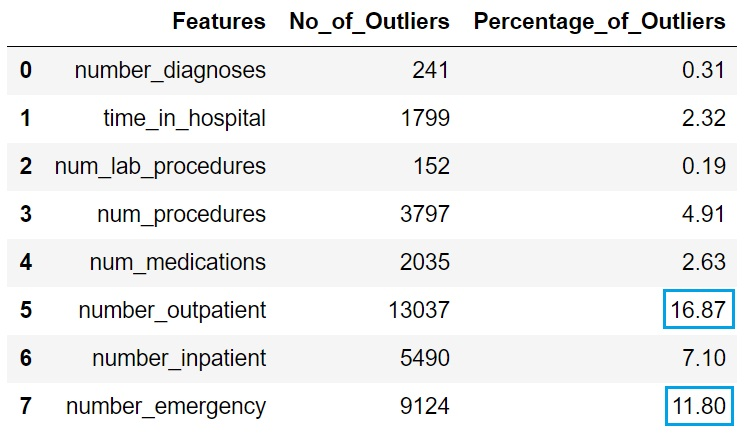 Features No_of_Outliers Percentage_of_Outliers
0 number_diagnoses 241 0.31
1 time_in_hospital 1799 2.32
2 num_lab_procedures 152 0.19
3 num_procedures 3797 4.91
4 num_medications 2035 2.63
5 number_outpatient 13037 16.87
6 number_inpatient 5490 7.10
7 number_emergency 9124 11.80